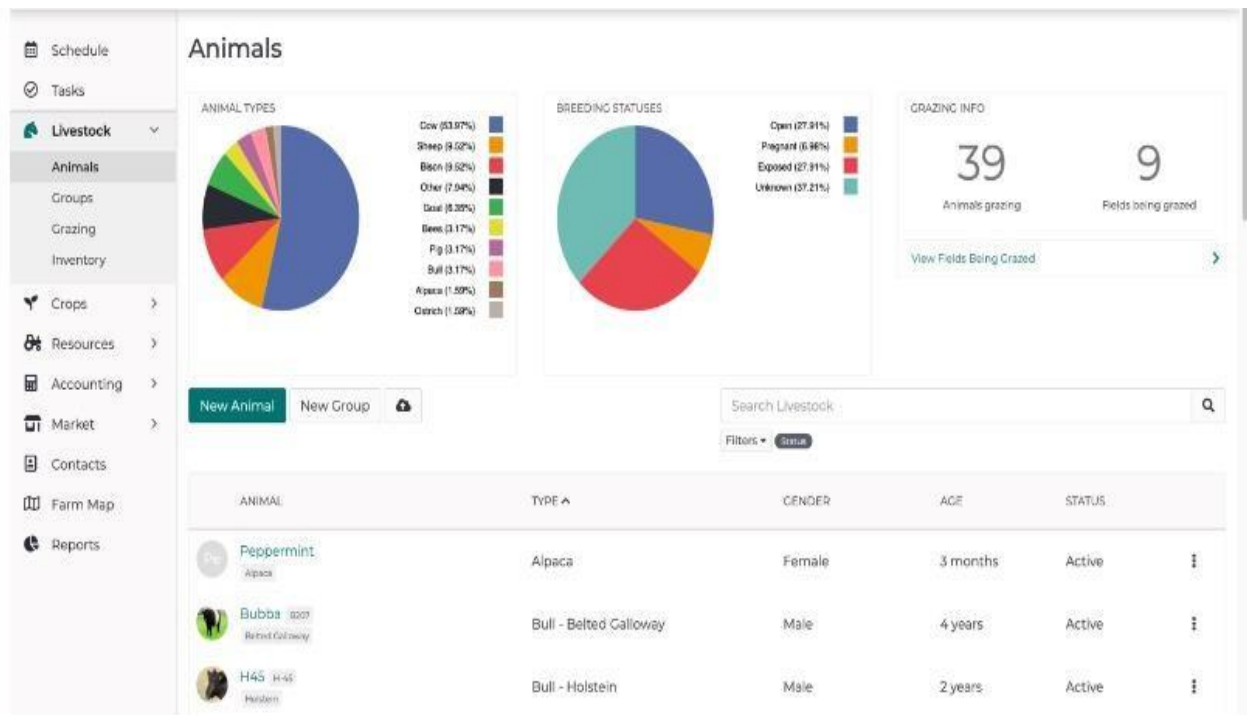 Schedule
Tasks
Livestock
Animals
Groups
Grazing
Inventory
Crops
Resources
Accounting
Market
Contacts
Farm Map
Reports
Animals
ANIMAL TYPES
Cow (53.97%)
Sheep (9.52%)
Bison (9.52%)
Other (7.94%)
Goat (6.35%)
Bees (3.17%)
Pig (3.17%)
Bull (3.17%)
Alpaca (1.59%)
Ostrich (1.59%)
BREEDING STATUSES
Open (27.91%)
Pregnant (6.98%)
Exposed (27.91%)
Unknown (37.21%)
GRAZING INFO
39 9
Animals grazing Fields being grazed
View Fields Being Grazed
New Animal New Group
Search Livestock
Filters Status
ANIMAL TYPE GENDER AGE STATUS
Pe Peppermint Alpaca Female 3 months Active
Alpaca
Bubba B207 Bull - Belted Galloway Male 4 years Active
Belted Galloway
H45 H-45 Bull - Holstein Male 2 years Active
Holstein